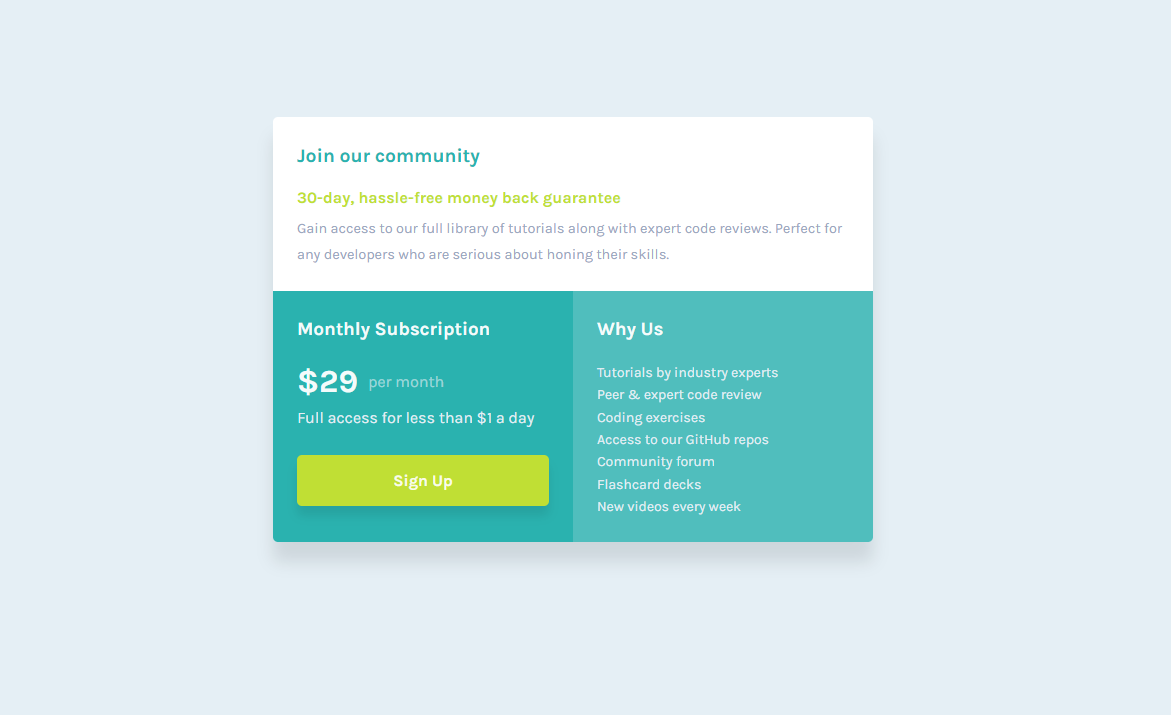 Join our community
30-day, hassle-free money back guarantee
Gain access to our full library of tutorials along with expert code reviews. Perfect for
any developers who are serious about honing their skills.
Monthly Subscription
$29 per month
Full access for less than $1 a day
Sign Up
Why Us
Tutorials by industry experts
Peer & expert code review
Coding exercises
Access to our GitHub repos
Community forum
Flashcard decks
New videos every week